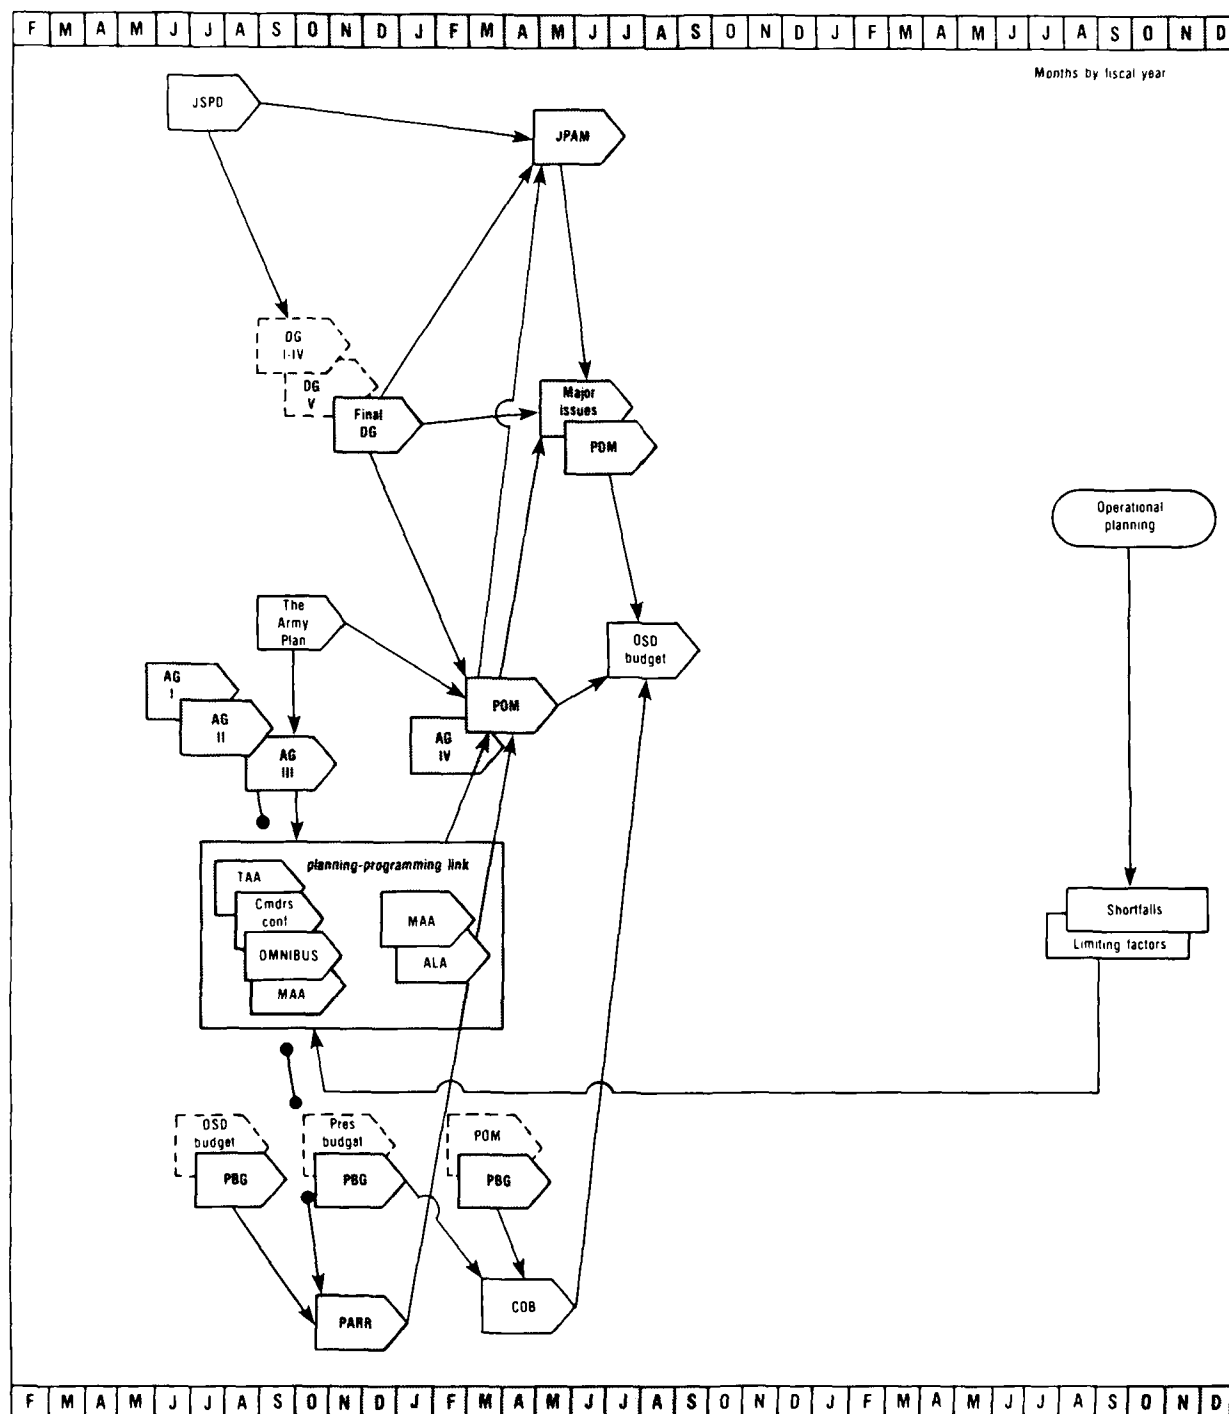 F M A M J J A S O N D J F M A M J J A S O N D J F M A M J J A S O N D
Months by fiscal year
JSPD
JPAM
DG
I-IV
DG
V
Final
DG
Major
issues
PDM
Operational
planning
The
Army
Plan
OSD
budget
AG
I
AG
II
AG
III
POM
AG
IV
planning-programming link
TAA
Cmdrs
conf
OMNIBUS
MAA
MAA
ALA
Shortfalls
Limiting factors
OSD
budget
PBG
Pres
budget
PBG
POM
PBG
PARR
COB
F M A M J J A S O N D J F M A M J J A S O N D J F M A M J J A S O N D